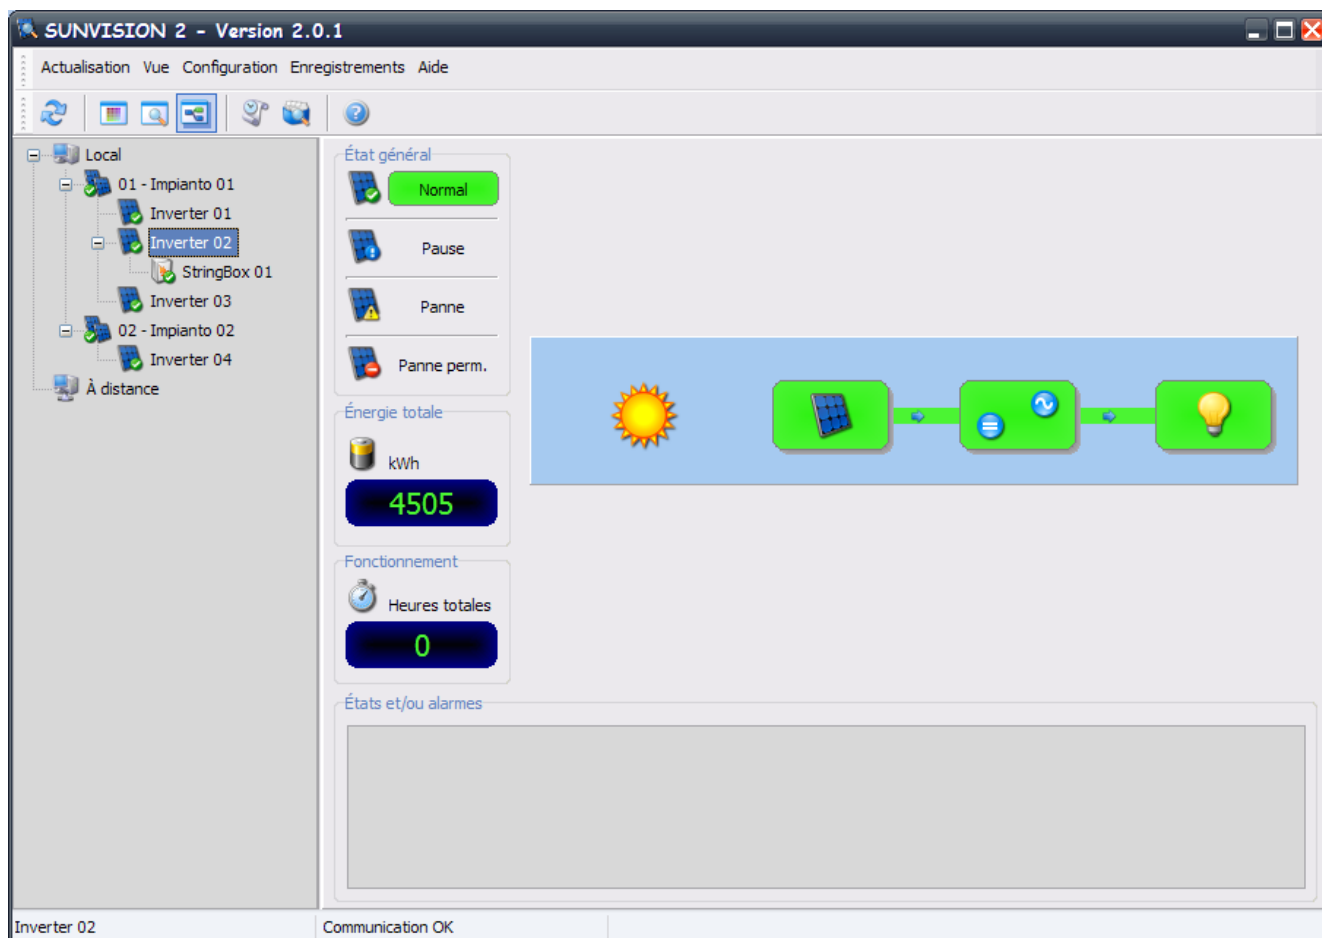 SUNVISION 2 - Version 2.0.1
Actualisation Vue Configuration Enregistrements Aide
Local
01 - Impianto 01
Inverter 01
Inverter 02
StringBox 01
Inverter 03
02 - Impianto 02
Inverter 04
À distance
État général
Normal
Pause
Panne
Panne perm.
Énergie totale
kWh
4505
Fonctionnement
Heures totales
0
États et/ou alarmes
Inverter 02 Communication OK